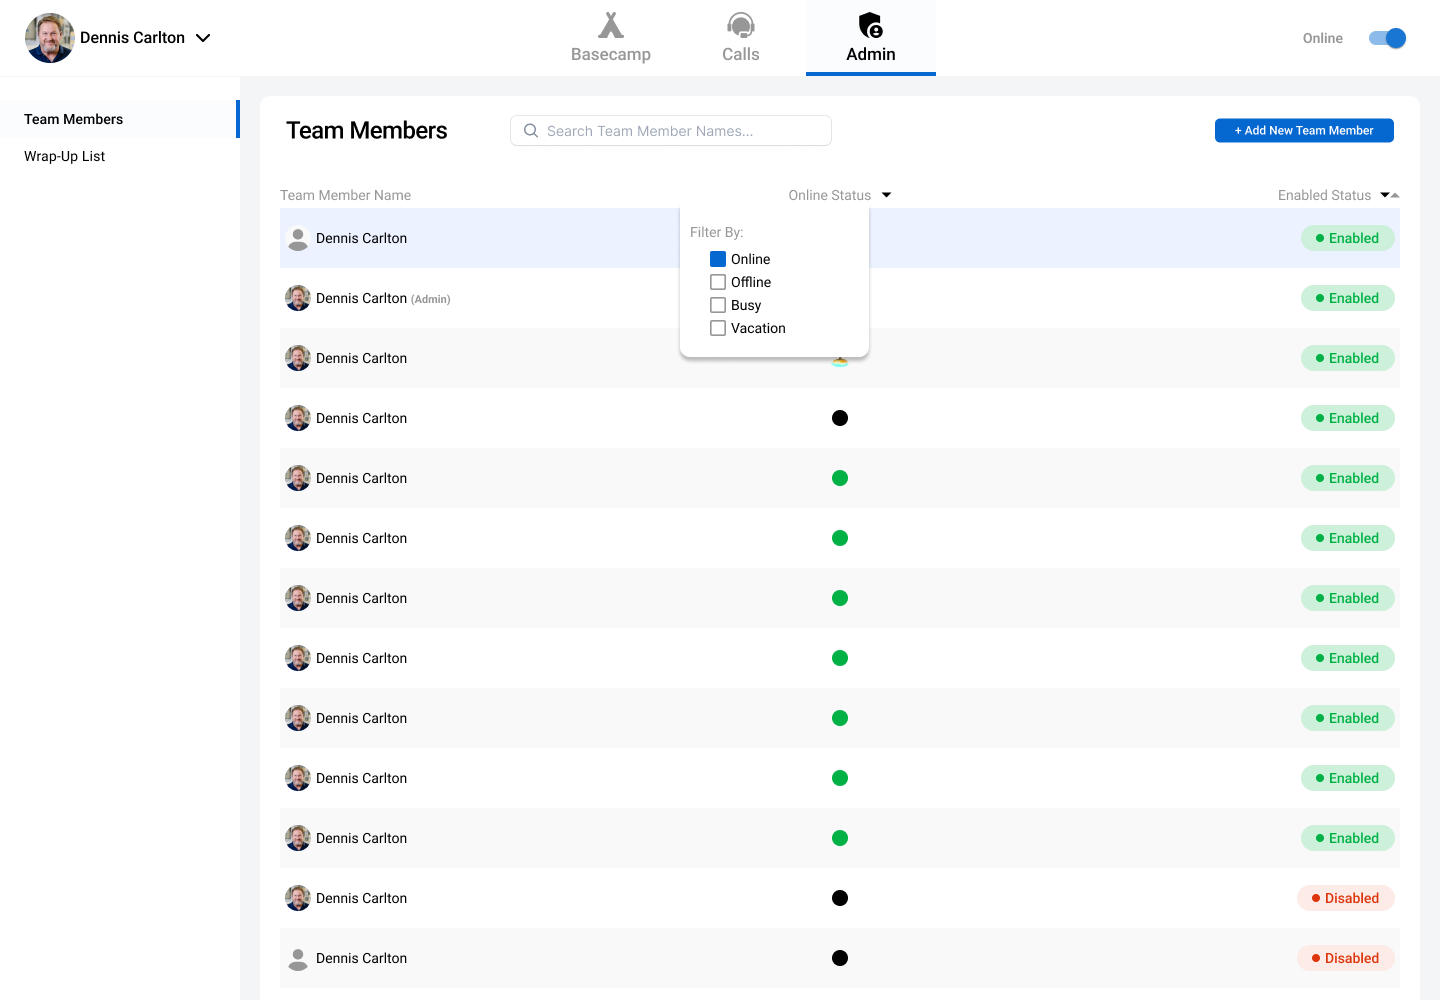 Dennis Carlton
Basecamp
Calls
Admin
Online
Team Members
Wrap-Up List
Team Members
Search Team Member Names...
+ Add New Team Member
Team Member Name
Online Status
Enabled Status
Dennis Carlton
Enabled
Filter By:
Online
Offline
Busy
Vacation
Dennis Carlton (Admin)
Enabled
Dennis Carlton
Enabled
Dennis Carlton
Enabled
Dennis Carlton
Enabled
Dennis Carlton
Enabled
Dennis Carlton
Enabled
Dennis Carlton
Enabled
Dennis Carlton
Enabled
Dennis Carlton
Enabled
Dennis Carlton
Enabled
Dennis Carlton
Disabled
Dennis Carlton
Disabled